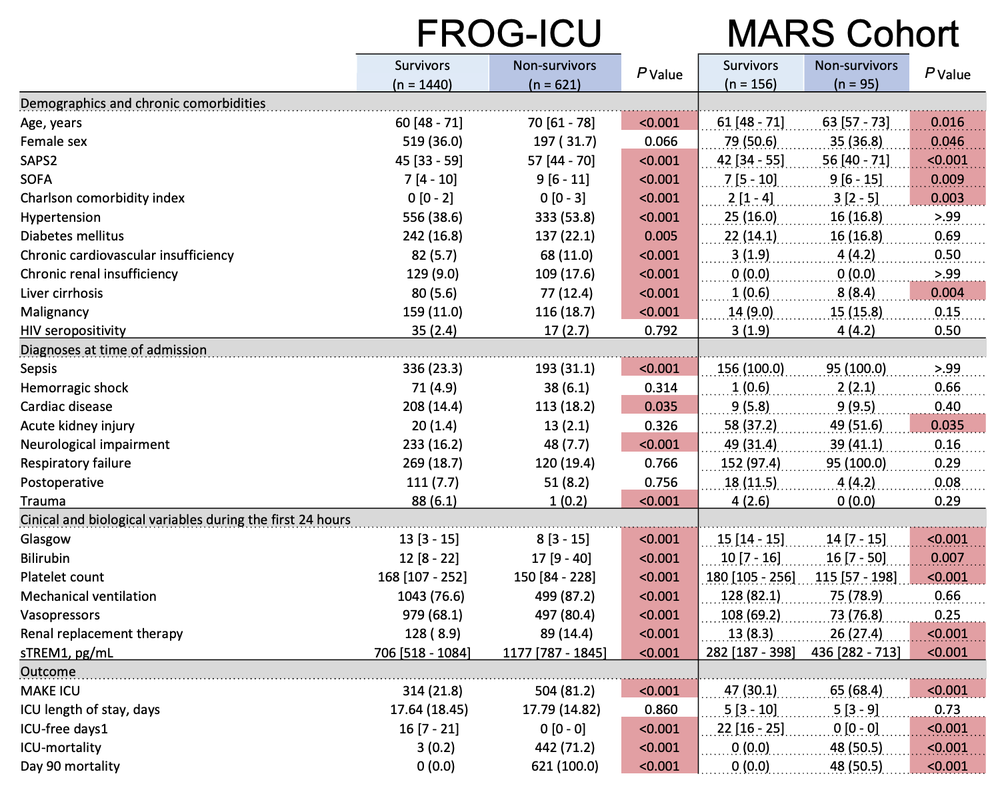 FROG-ICU MARS Cohort
Survivors Non-survivors P Value Survivors Non-survivors P Value
(n = 1440) (n = 621) (n = 156) (n = 95)
Demographics and chronic comorbidities
Age, years 60 [48 - 71] 70 [61 - 78] <0.001 61 [48 - 71] 63 [57 - 73] 0.016
Female sex 519 (36.0) 197 ( 31.7) 0.066 79 (50.6) 35 (36.8) 0.046
SAPS2 45 [33 - 59] 57 [44 - 70] <0.001 42 [34 - 55] 56 [40 - 71] <0.001
SOFA 7 [4 - 10] 9 [6 - 11] <0.001 7 [5 - 10] 9 [6 - 15] 0.009
Charlson comorbidity index 0 [0 - 2] 0 [0 - 3] <0.001 2 [1 - 4] 3 [2 - 5] 0.003
Hypertension 556 (38.6) 333 (53.8) <0.001 25 (16.0) 16 (16.8) >.99
Diabetes mellitus 242 (16.8) 137 (22.1) 0.005 22 (14.1) 16 (16.8) 0.69
Chronic cardiovascular insufficiency 82 (5.7) 68 (11.0) <0.001 3 (1.9) 4 (4.2) 0.50
Chronic renal insufficiency 129 (9.0) 109 (17.6) <0.001 0 (0.0) 0 (0.0) >.99
Liver cirrhosis 80 (5.6) 77 (12.4) <0.001 1 (0.6) 8 (8.4) 0.004
Malignancy 159 (11.0) 116 (18.7) <0.001 14 (9.0) 15 (15.8) 0.15
HIV seropositivity 35 (2.4) 17 (2.7) 0.792 3 (1.9) 4 (4.2) 0.50
Diagnoses at time of admission
Sepsis 336 (23.3) 193 (31.1) <0.001 156 (100.0) 95 (100.0) >.99
Hemorragic shock 71 (4.9) 38 (6.1) 0.314 1 (0.6) 2 (2.1) 0.66
Cardiac disease 208 (14.4) 113 (18.2) 0.035 9 (5.8) 9 (9.5) 0.40
Acute kidney injury 20 (1.4) 13 (2.1) 0.326 58 (37.2) 49 (51.6) 0.035
Neurological impairment 233 (16.2) 48 (7.7) <0.001 49 (31.4) 39 (41.1) 0.16
Respiratory failure 269 (18.7) 120 (19.4) 0.766 152 (97.4) 95 (100.0) 0.29
Postoperative 111 (7.7) 51 (8.2) 0.756 18 (11.5) 4 (4.2) 0.08
Trauma 88 (6.1) 1 (0.2) <0.001 4 (2.6) 0 (0.0) 0.29
Cinical and biological variables during the first 24 hours
Glasgow 13 [3 - 15] 8 [3 - 15] <0.001 15 [14 - 15] 14 [7 - 15] <0.001
Bilirubin 12 [8 - 22] 17 [9 - 40] <0.001 10 [7 - 16] 16 [7 - 50] 0.007
Platelet count 168 [107 - 252] 150 [84 - 228] <0.001 180 [105 - 256] 115 [57 - 198] <0.001
Mechanical ventilation 1043 (76.6) 499 (87.2) <0.001 128 (82.1) 75 (78.9) 0.66
Vasopressors 979 (68.1) 497 (80.4) <0.001 108 (69.2) 73 (76.8) 0.25
Renal replacement therapy 128 ( 8.9) 89 (14.4) <0.001 13 (8.3) 26 (27.4) <0.001
sTREM1, pg/mL 706 [518 - 1084] 1177 [787 - 1845] <0.001 282 [187 - 398] 436 [282 - 713] <0.001
Outcome
MAKE ICU 314 (21.8) 504 (81.2) <0.001 47 (30.1) 65 (68.4) <0.001
ICU length of stay, days 17.64 (18.45) 17.79 (14.82) 0.860 5 [3 - 10] 5 [3 - 9] 0.73
ICU-free days1 16 [7 - 21] 0 [0 - 0] <0.001 22 [16 - 25] 0 [0 - 0] <0.001
ICU-mortality 3 (0.2) 442 (71.2) <0.001 0 (0.0) 48 (50.5) <0.001
Day 90 mortality 0 (0.0) 621 (100.0) <0.001 0 (0.0) 48 (50.5) <0.001